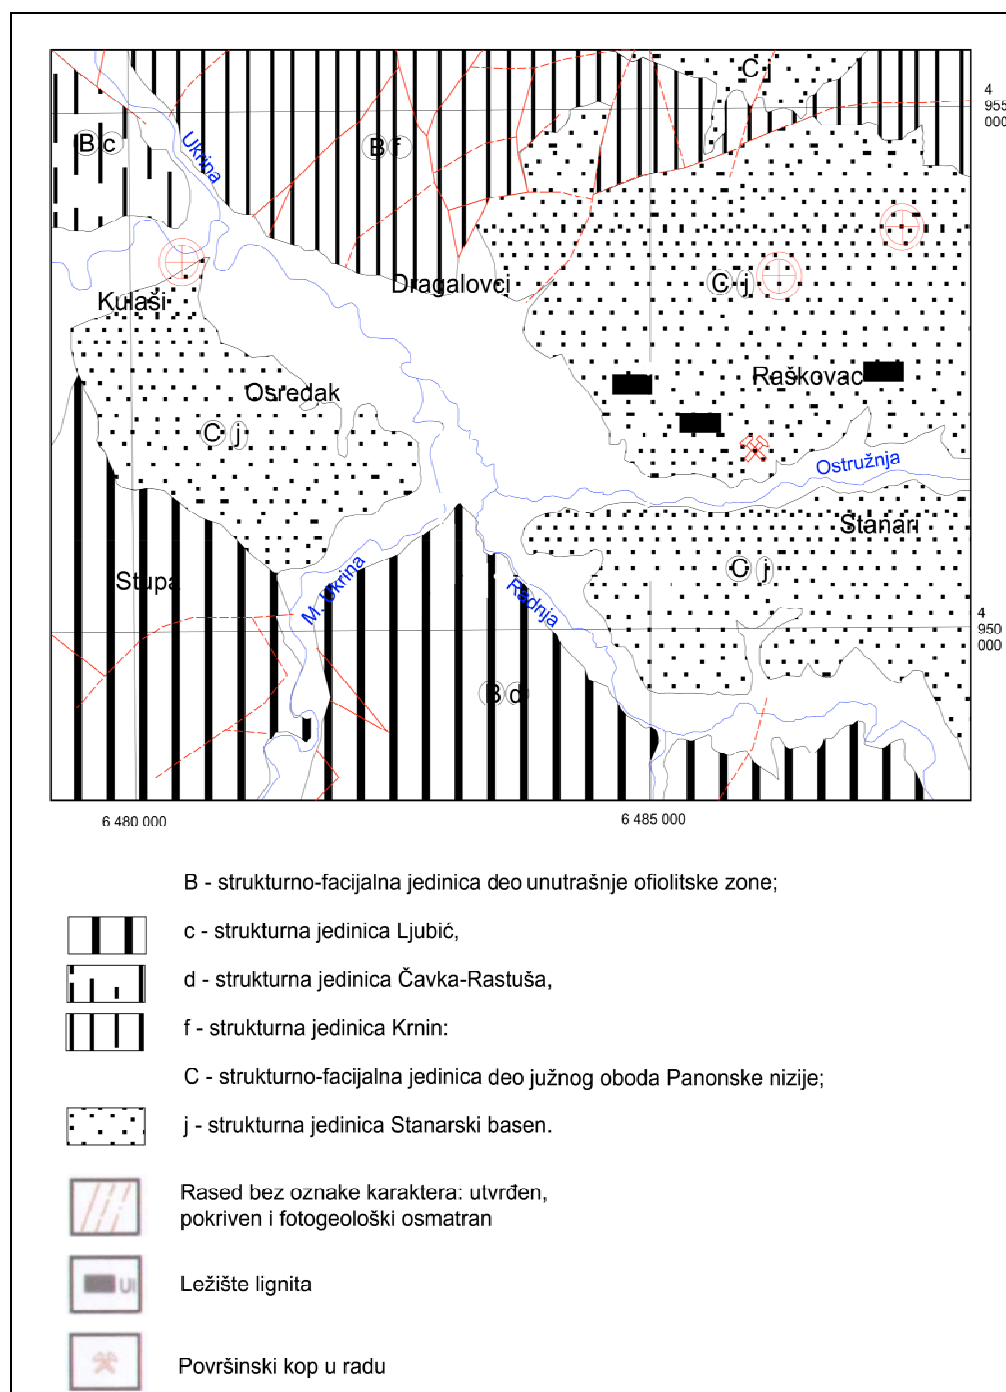 C j
4
955
000
Ukrina
B c
B f
Dragalovci
C j
Kulaši
Raškovac
Osredak
C j
Ostružnja
Stanari
C j
Stupa
M. Ukrina
Radnja
4
950
000
B d
6 480 000
6 485 000
B - strukturno-facijalna jedinica deo unutrašnje ofiolitske zone;
c - strukturna jedinica Ljubić,
d - strukturna jedinica Čavka-Rastuša,
f - strukturna jedinica Krnin:
C - strukturno-facijalna jedinica deo južnog oboda Panonske nizije;
j - strukturna jedinica Stanarski basen.
Rased bez oznake karaktera: utvrđen,
pokriven i fotogeološki osmatran
Ul
Ležište lignita
Površinski kop u radu